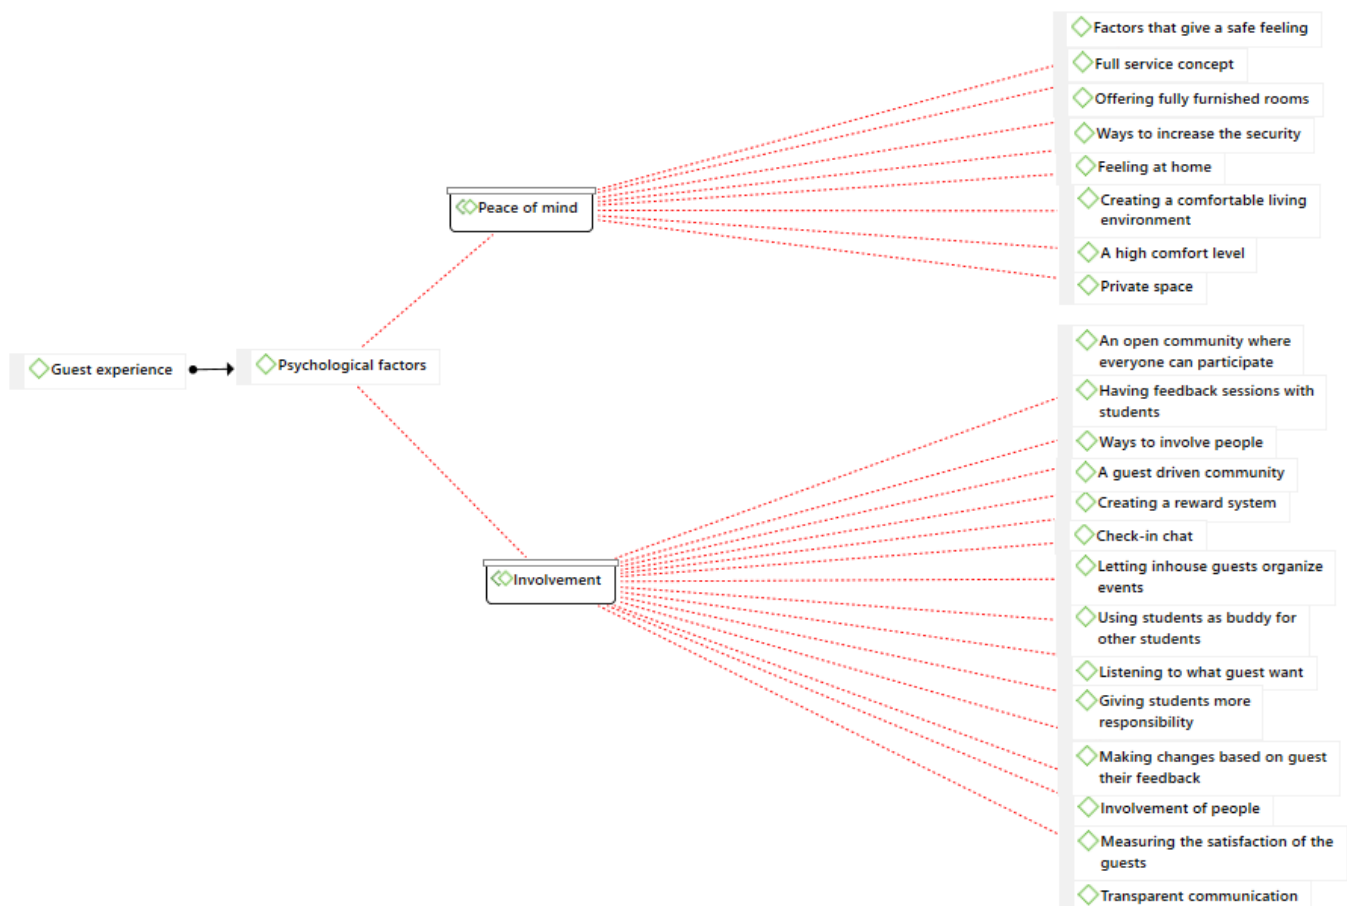 Guest experience
Psychological factors
Peace of mind
Involvement
Factors that give a safe feeling
Full service concept
Offering fully furnished rooms
Ways to increase the security
Feeling at home
Creating a comfortable living
environment
A high comfort level
Private space
An open community where
everyone can participate
Having feedback sessions with
students
Ways to involve people
A guest driven community
Creating a reward system
Check-in chat
Letting inhouse guests organize
events
Using students as buddy for
other students
Listening to what guest want
Giving students more
responsibility
Making changes based on guest
their feedback
Involvement of people
Measuring the satisfaction of the
guests
Transparent communication